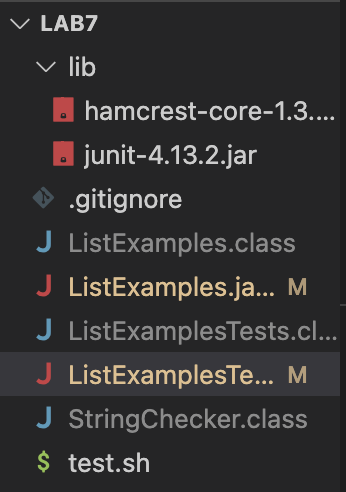 LAB7
lib
hamcrest-core-1.3....
junit-4.13.2.jar
.gitignore
ListExamples.class
ListExamples.ja... M
ListExamplesTests.cl...
ListExamplesTe... M
StringChecker.class
$ test.sh